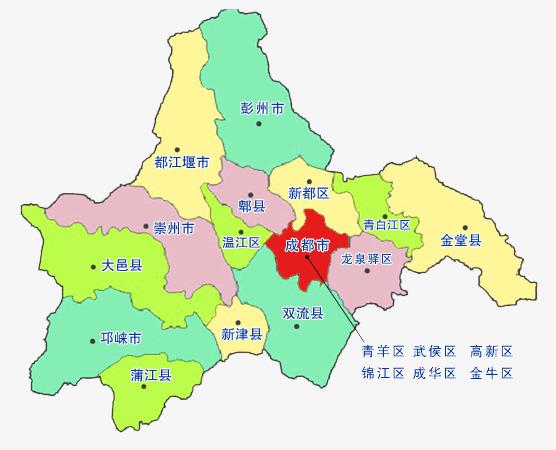 彭州市
都江堰市
新都区
郫县
青白江区
崇州市
温江区
成都市
金堂县
龙泉驿区
大邑县
双流县
新津县
邛崃市
青羊区 武侯区 高新区
锦江区 成华区 金牛区
蒲江县